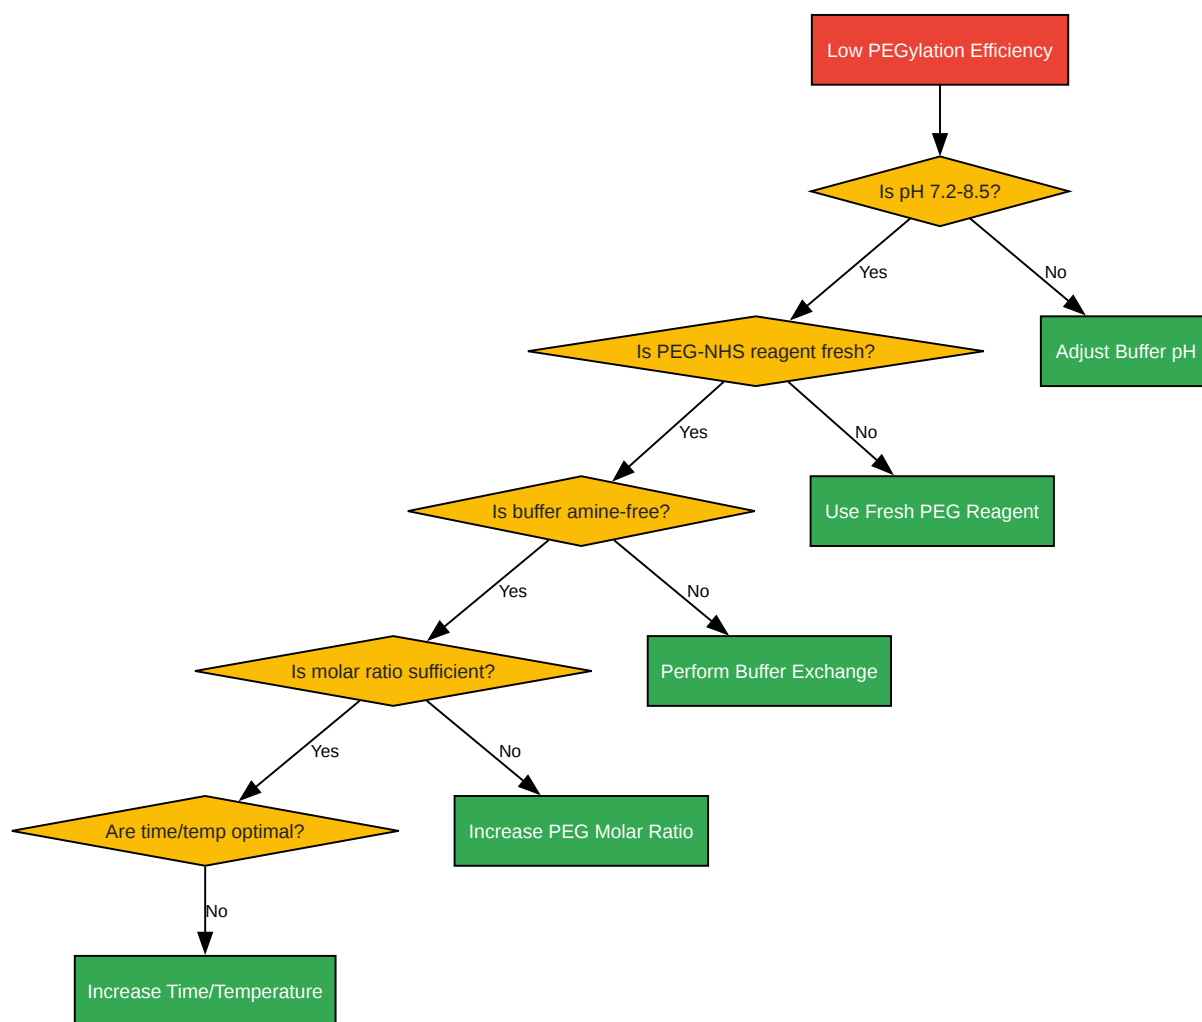 Low PEGylation Efficiency
Is pH 7.2-8.5?
Yes
No
Is PEG-NHS reagent fresh?
Adjust Buffer pH
Yes
No
Is buffer amine-free?
Use Fresh PEG Reagent
Yes
No
Is molar ratio sufficient?
Perform Buffer Exchange
Yes
No
Are time/temp optimal?
Increase PEG Molar Ratio
No
Increase Time/Temperature